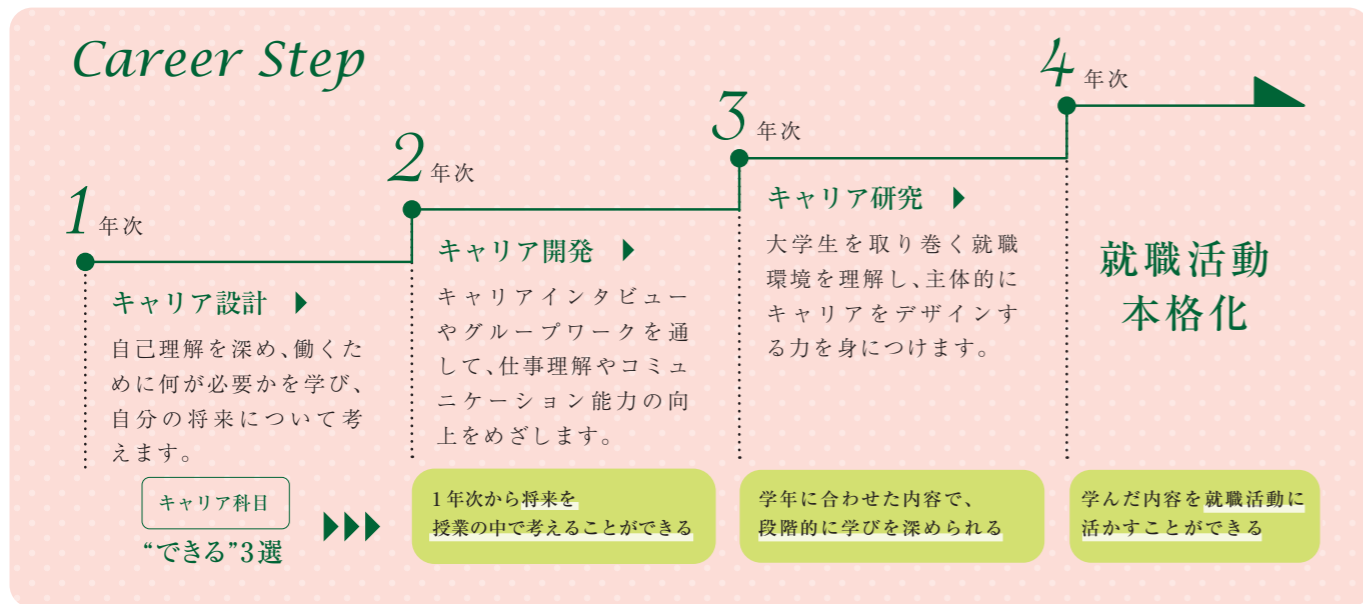 Career Step
1年次
キャリア設計
自己理解を深め、働くた
めに何が必要かを学び、
自分の将来について考
えます。
2年次
キャリア開発
キャリアインタビュー
やグループワークを通
して、仕事理解やコミュ
ニケーション能力の向
上をめざします。
3年次
キャリア研究
大学生を取り巻く就職
環境を理解し、主体的に
キャリアをデザインす
る力を身につけます。
4年次
就職活動
本格化
キャリア科目
“できる”3選
1年次から将来を
授業の中で考えることができる
学年に合わせた内容で、
段階的に学びを深められる
学んだ内容を就職活動に
活かすことができる